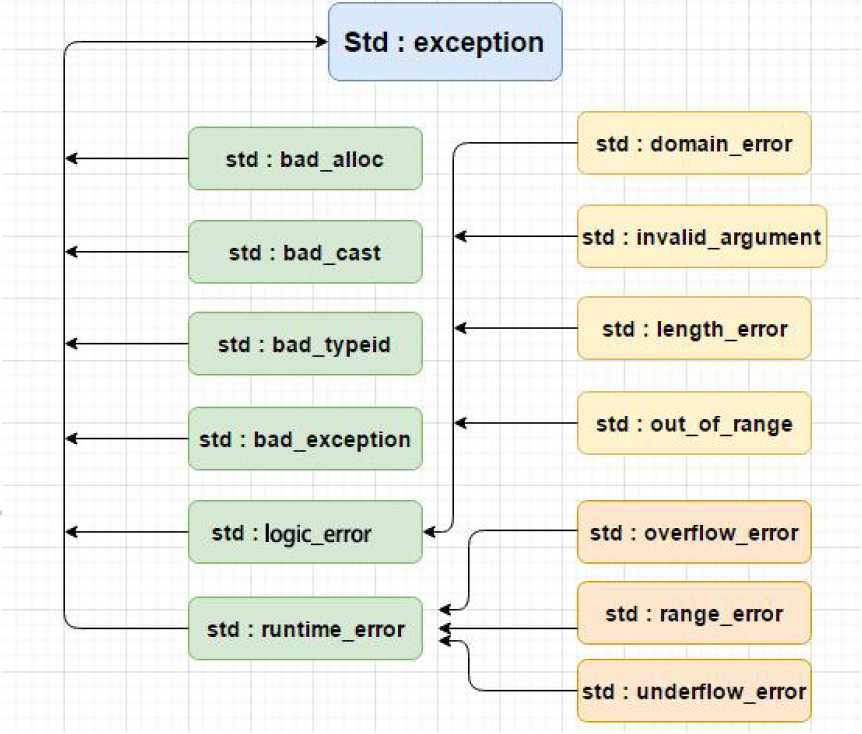 Std : exception
std : bad_alloc
std : bad_cast
std : bad_typeid
std : bad_exception
std : logic_error
std : runtime_error
std : domain_error
std : invalid_argument
std : length_error
std : out_of_range
std : overflow_error
std : range_error
std : underflow_error